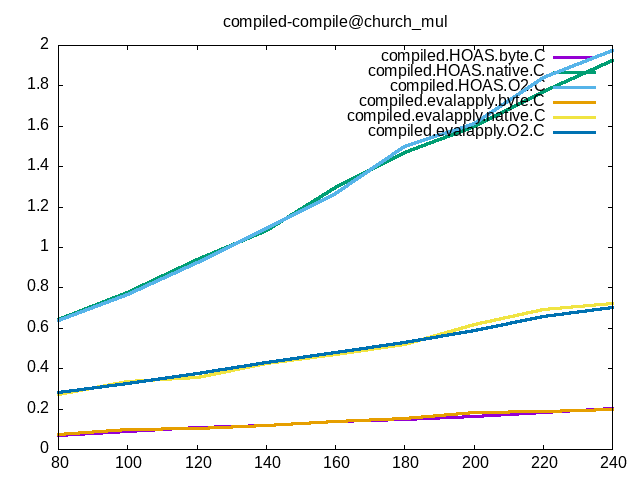 compiled-compile@church_mul
2
1.8
1.6
1.4
1.2
1
0.8
0.6
0.4
0.2
0
compiled.HOAS.byte.C
compiled.HOAS.native.C
compiled.HOAS.O2.C
compiled.evalapply.byte.C
compiled.evalapply.native.C
compiled.evalapply.O2.C
80 100 120 140 160 180 200 220 240